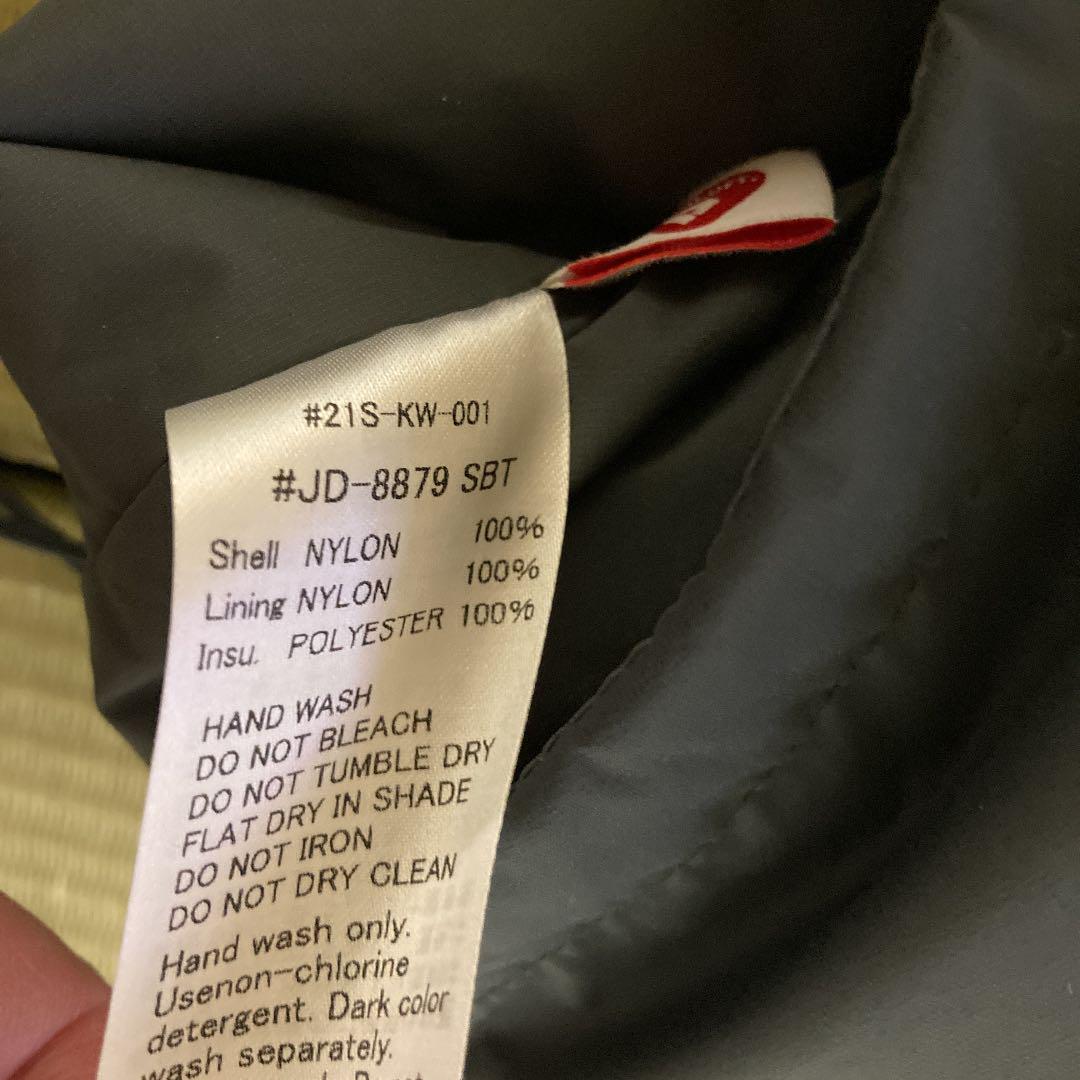 #21S-KW-001
#JD-8879 SBT
Shell NYLON 100%
Lining NYLON 100%
Insu. POLYESTER 100%
HAND WASH
DO NOT BLEACH
DO NOT TUMBLE DRY
FLAT DRY IN SHADE
DO NOT IRON
DO NOT DRY CLEAN
Hand wash only.
Usenon-chlorine
detergent. Dark color
wash separately.